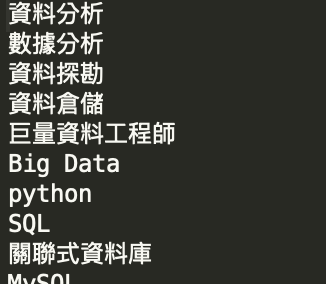 資料分析
數據分析
資料探勘
資料倉儲
巨量資料工程師
Big Data
python
SQL
關聯式資料庫
MySQL